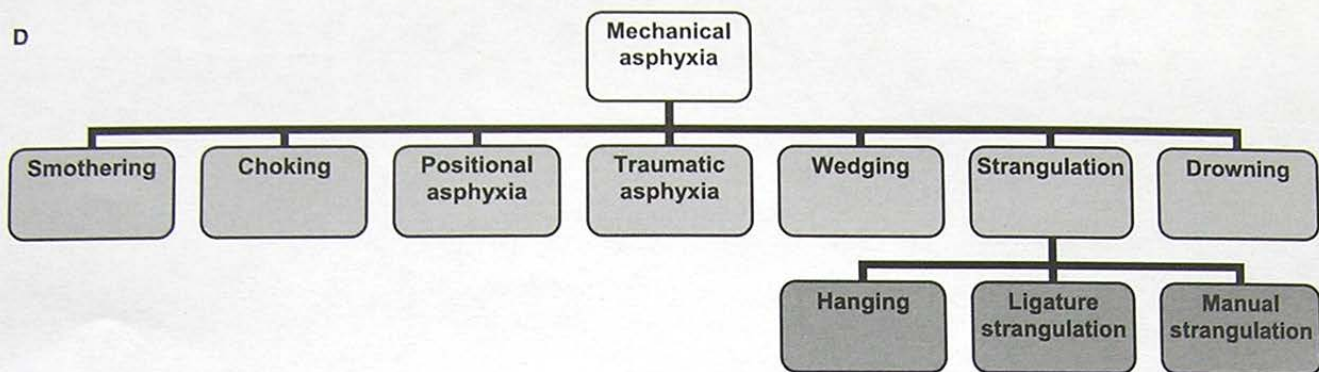 D
Mechanical
asphyxia
Smothering
Choking
Positional
asphyxia
Traumatic
asphyxia
Wedging
Strangulation
Drowning
Hanging
Ligature
strangulation
Manual
strangulation